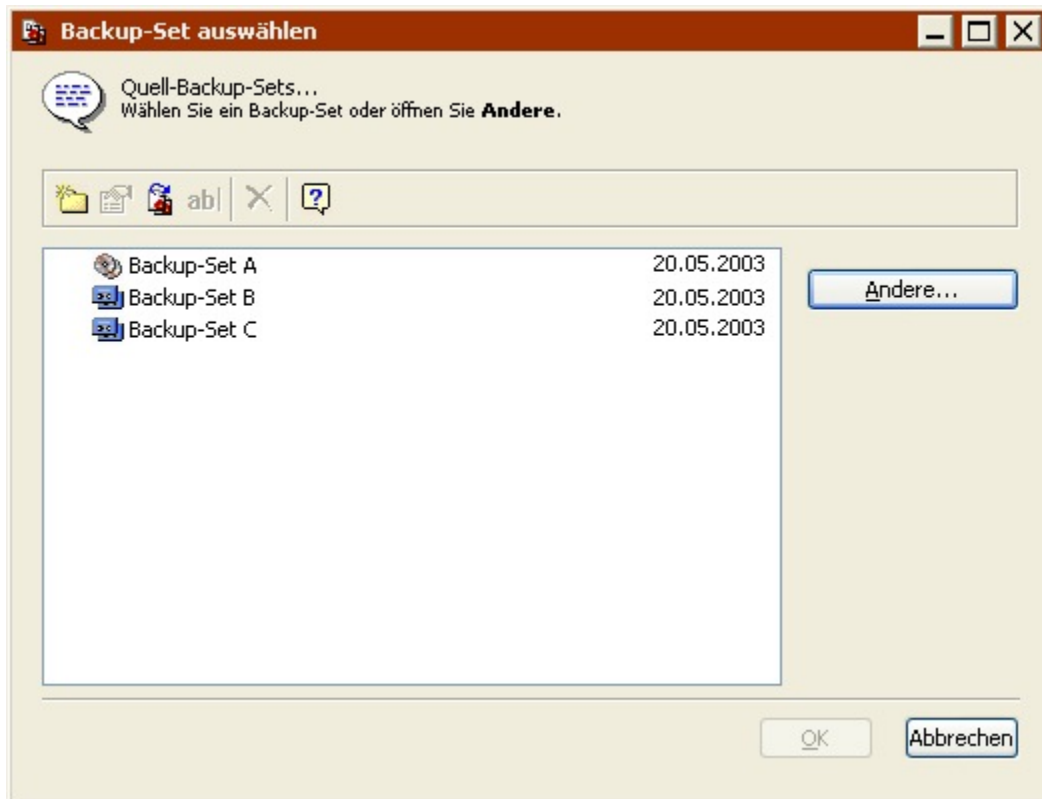 Backup-Set auswählen
Quell-Backup-Sets...
Wählen Sie ein Backup-Set oder öffnen Sie Andere.
ab|
Backup-Set A 20.05.2003
Backup-Set B 20.05.2003
Backup-Set C 20.05.2003
Andere...
OK
Abbrechen